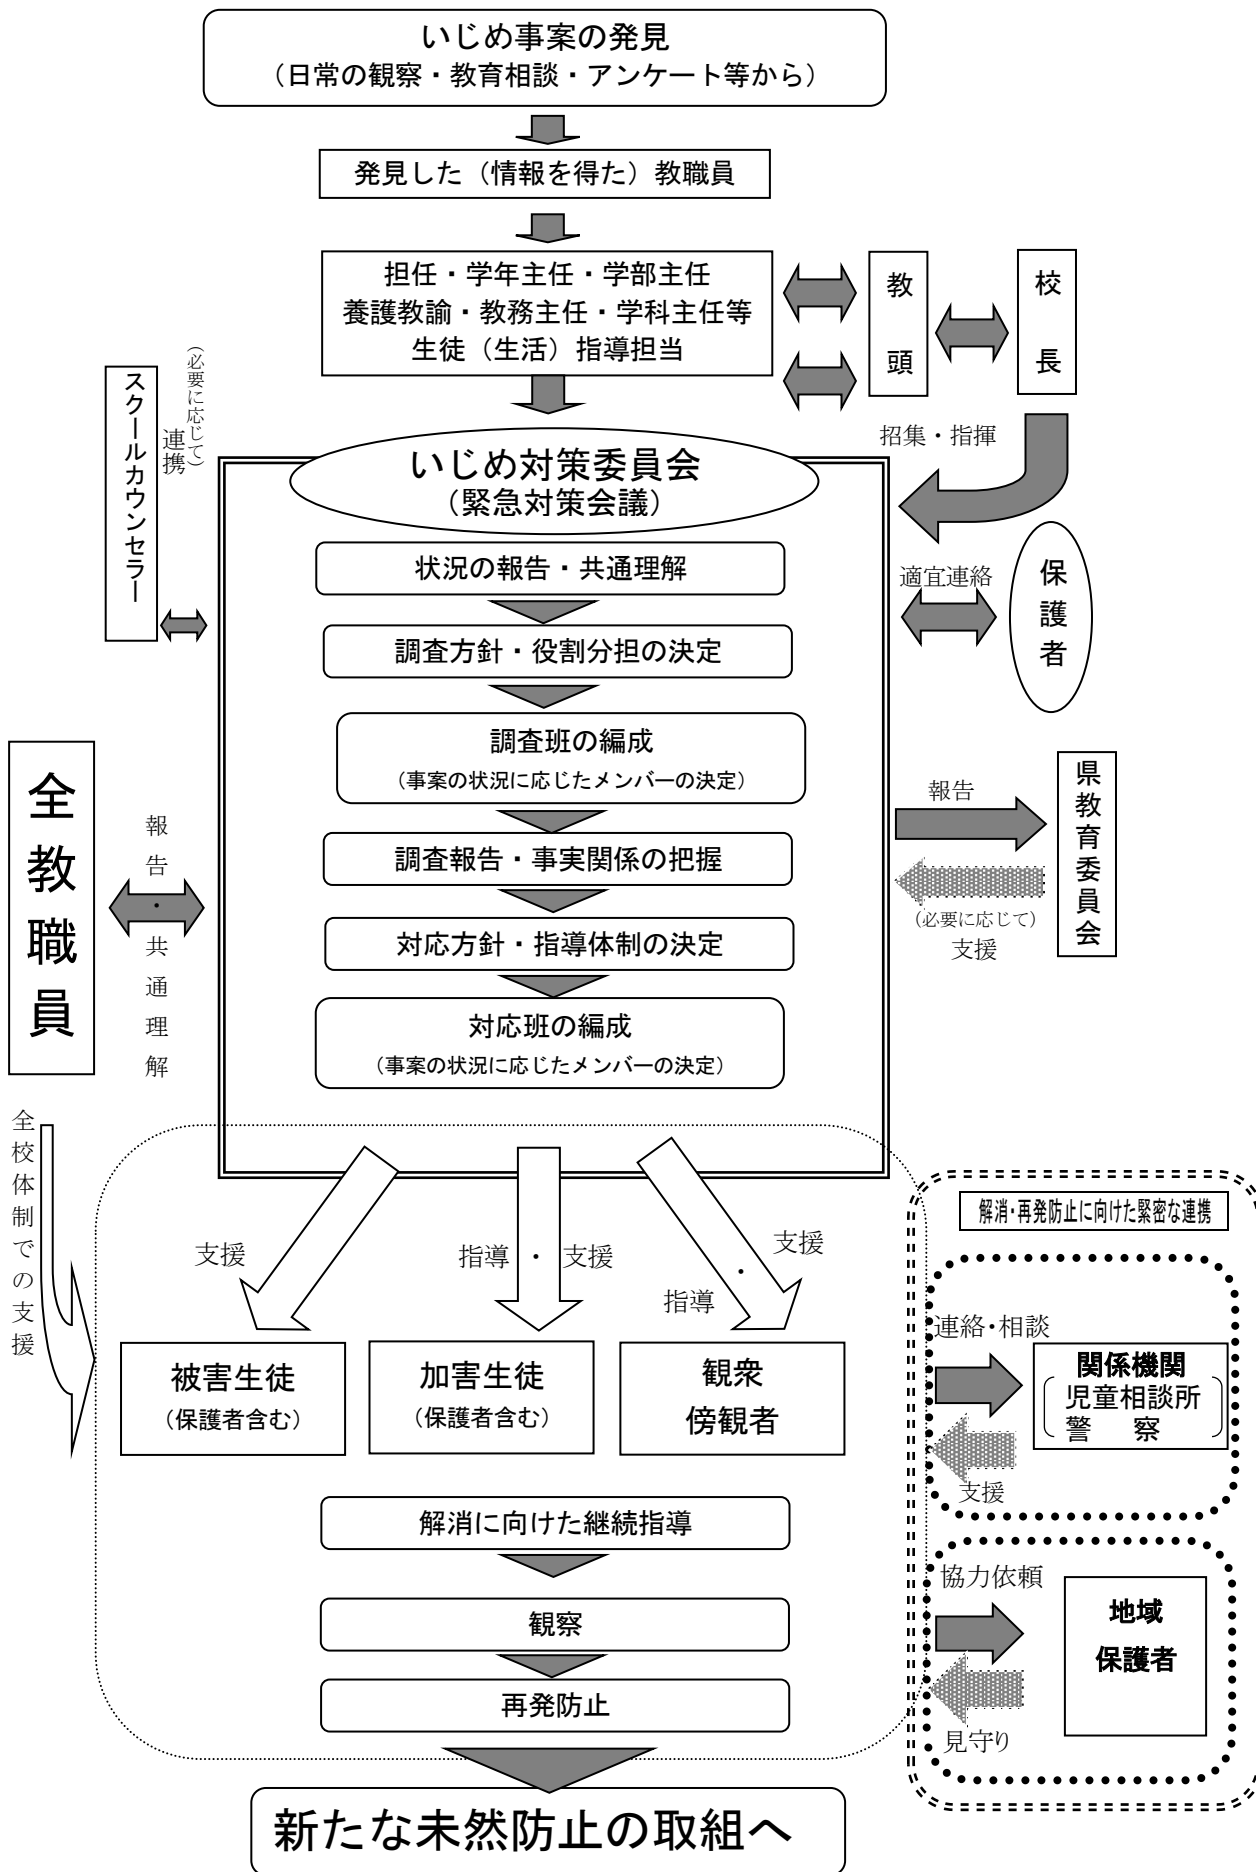 いじめ事案の発見
（日常の観察・教育相談・アンケート等から）
発見した（情報を得た）教職員
担任・学年主任・学部主任
養護教諭・教務主任・学科主任等
生徒（生活）指導担当
教頭
校長
招集・指揮
スクールカウンセラー
（必要に応じて）
連携
いじめ対策委員会
（緊急対策会議）
状況の報告・共通理解
調査方針・役割分担の決定
調査班の編成
（事案の状況に応じたメンバーの決定）
調査報告・事実関係の把握
対応方針・指導体制の決定
対応班の編成
（事案の状況に応じたメンバーの決定）
適宜連絡
保護者
報告
県教育委員会
（必要に応じて）
支援
全教職員
報告・共通理解
全校体制での支援
支援
指導・支援
支援
・
指導
被害生徒
（保護者含む）
加害生徒
（保護者含む）
観衆
傍観者
解消に向けた継続指導
観察
再発防止
新たな未然防止の取組へ
解消・再発防止に向けた緊密な連携
連絡・相談
関係機関
児童相談所
警　察
支援
協力依頼
地域
保護者
見守り